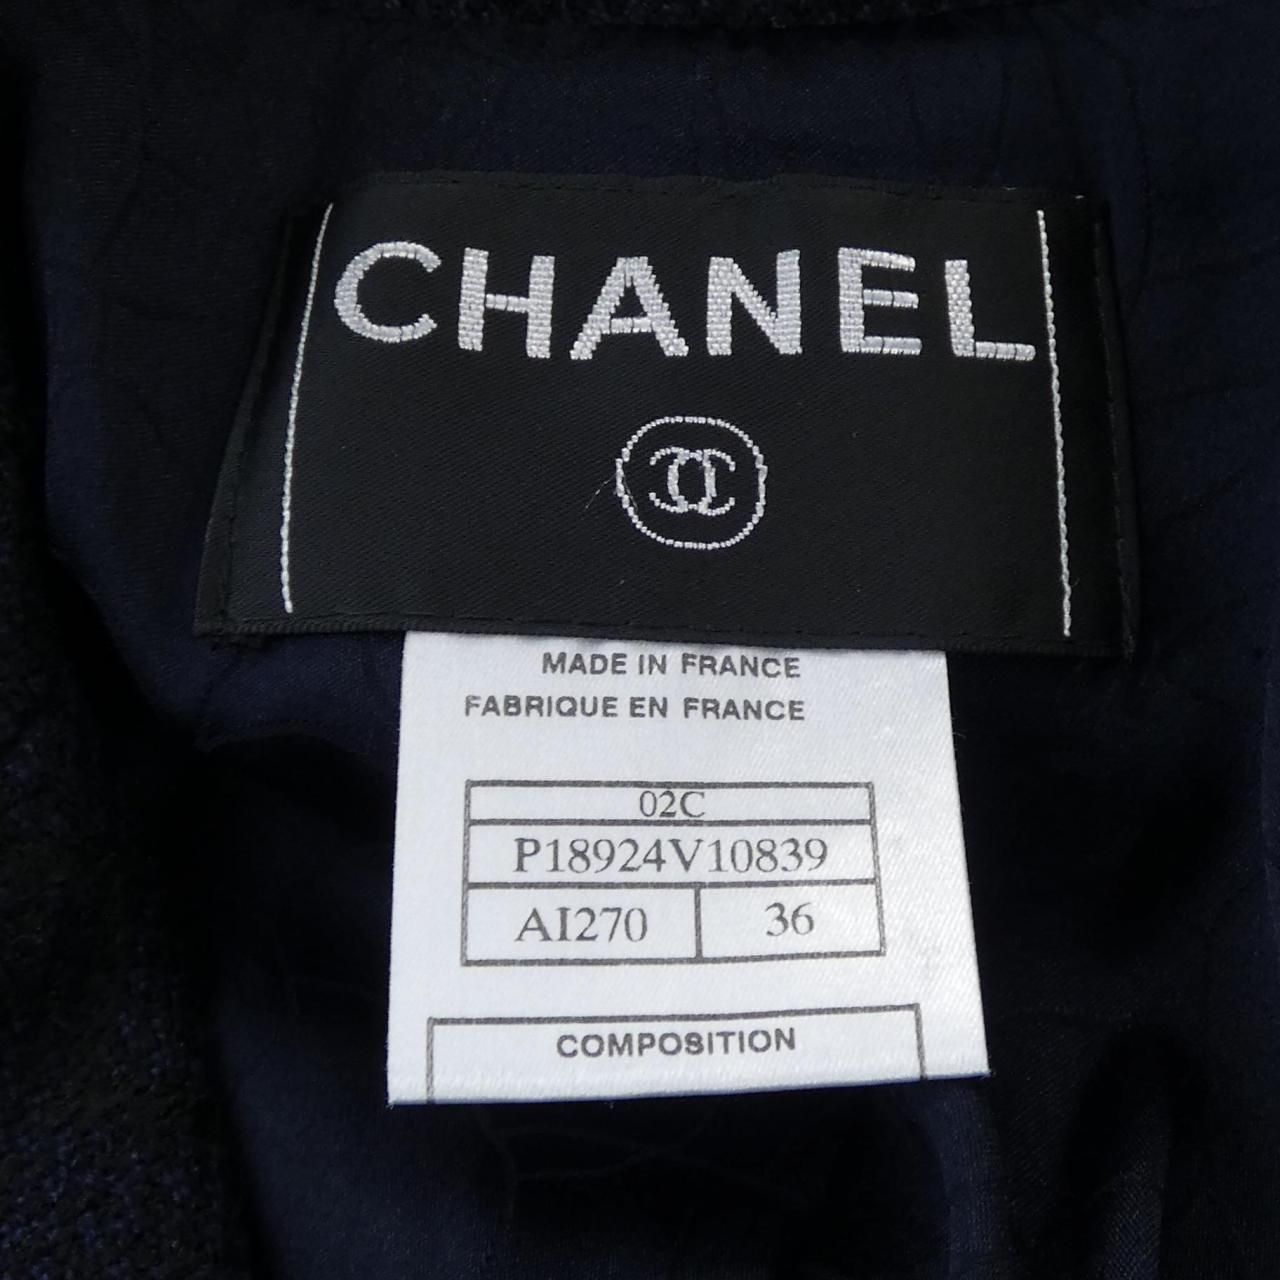 CHANEL
MADE IN FRANCE
FABRIQUE EN FRANCE
02C
P18924V10839
AI270 36
COMPOSITION